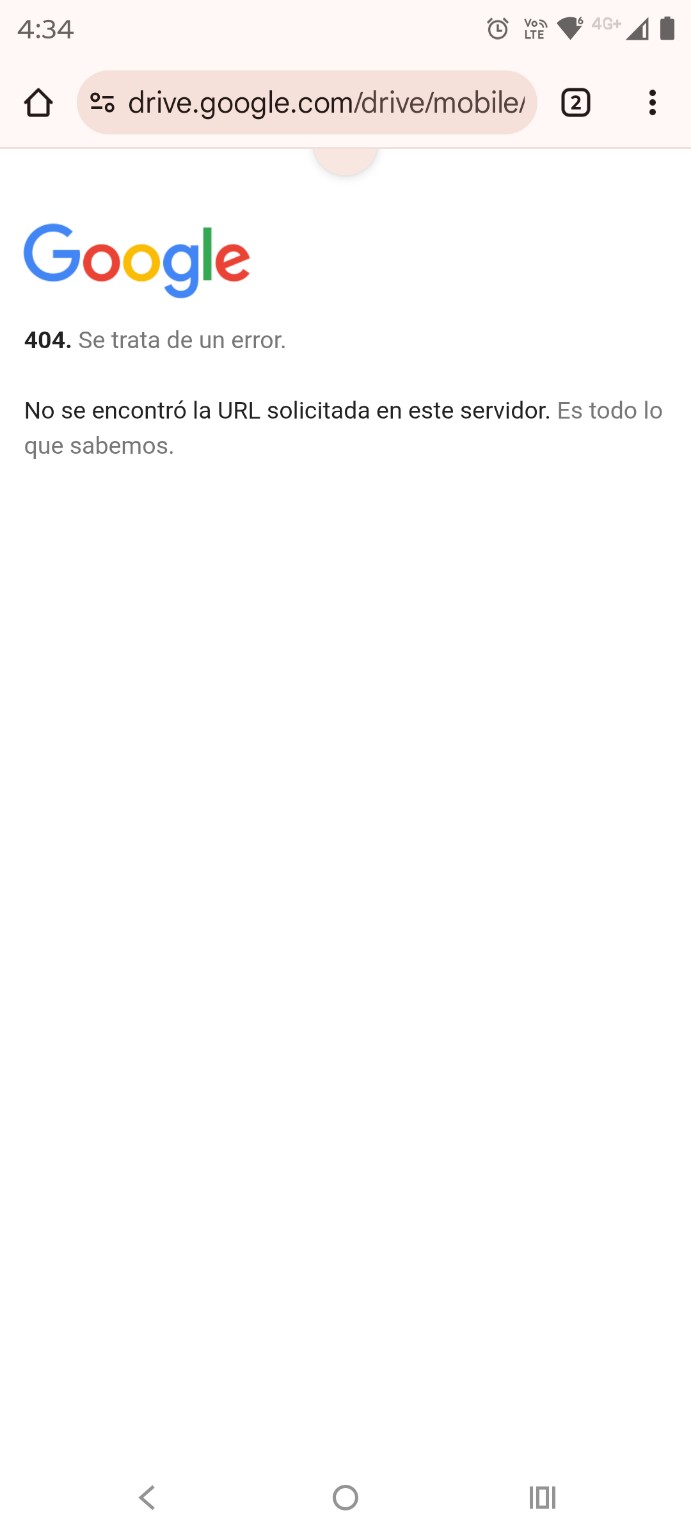 4:34
Vo)) LTE 6 4G+
drive.google.com/drive/mobile/
2
Google
404. Se trata de un error.
No se encontró la URL solicitada en este servidor. Es todo lo
que sabemos.